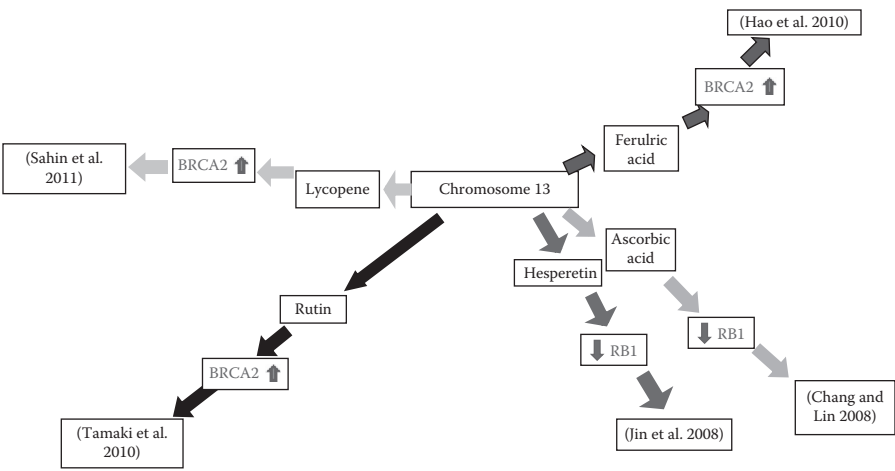 (Hao et al. 2010)
BRCA2
Ferulric
acid
(Sahin et al.
2011)
BRCA2
Lycopene
Chromosome 13
Ascorbic
acid
Hesperetin
Rutin
RB1
RB1
BRCA2
(Chang and
Lin 2008)
(Tamaki et al.
2010)
(Jin et al. 2008)